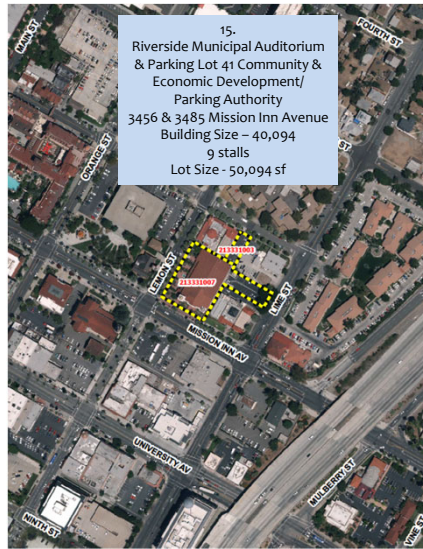 15.
Riverside Municipal Auditorium
& Parking Lot 41 Community &
Economic Development/
Parking Authority
3456 & 3485 Mission Inn Avenue
Building Size – 40,094
9 stalls
Lot Size - 50,094 sf
MAIN ST
FOURTH ST
ORANGE ST
ST
213331003
LEMON ST
213331007
LIME ST
MISSION INN AV
UNIVERSITY AV
MULBERRY ST
NINTH ST
VINE ST